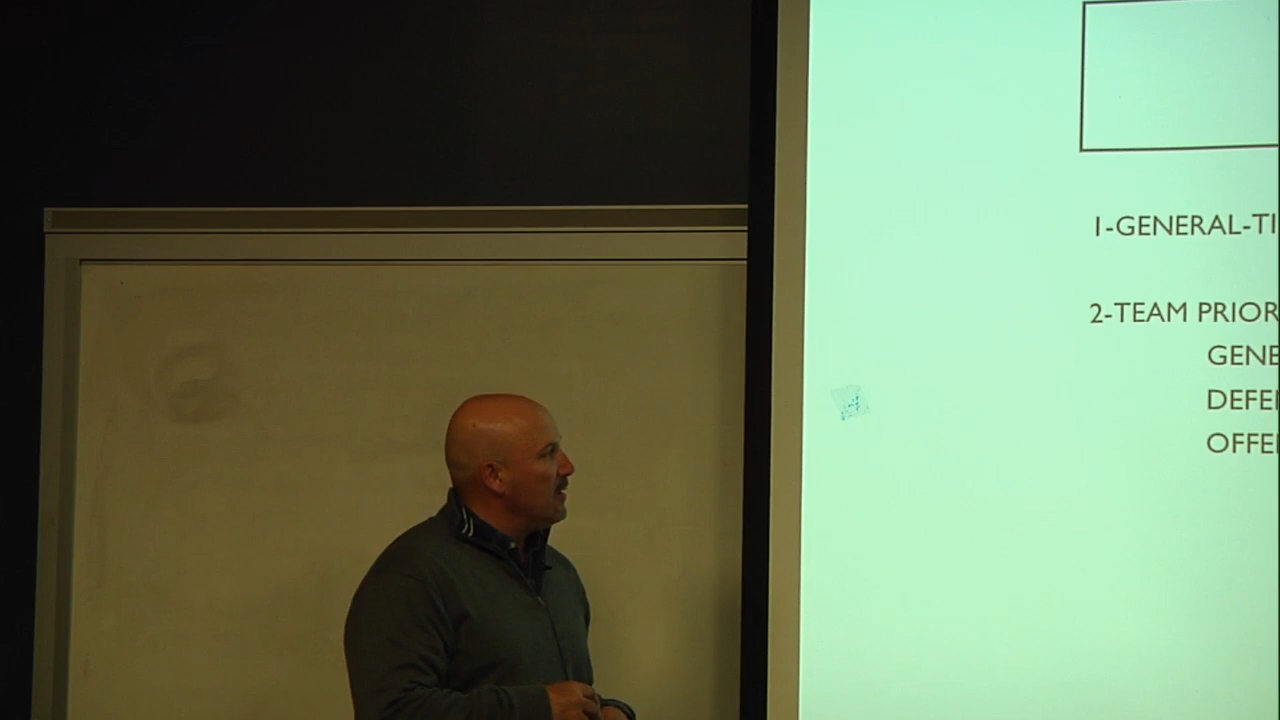 1-GENERAL-TI
2-TEAM PRIOR
GENE
DEFE
OFFE